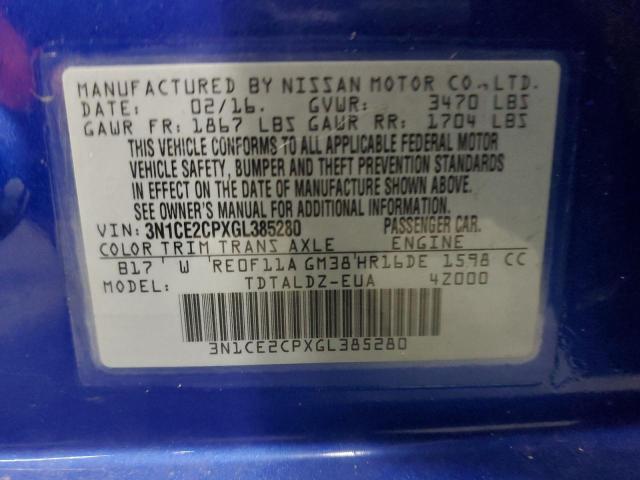 MANUFACTURED BY NISSAN MOTOR CO.,LTD.
DATE: 02/16. GVWR: 3470 LBS
GAWR FR: 1867 LBS GAWR RR: 1704 LBS
THIS VEHICLE CONFORMS TO ALL APPLICABLE FEDERAL MOTOR
VEHICLE SAFETY, BUMPER AND THEFT PREVENTION STANDARDS
IN EFFECT ON THE DATE OF MANUFACTURE SHOWN ABOVE.
SEE OWNER'S MANUAL FOR ADDITIONAL INFORMATION.
VIN: 3N1CE2CPXGL385280 PASSENGER CAR.
COLOR TRIM TRANS AXLE ENGINE
B17 W RE0F11A GM38 HR16DE 1598 CC
MODEL: TDTALDZ-EUA 4Z000
3N1CE2CPXGL385280